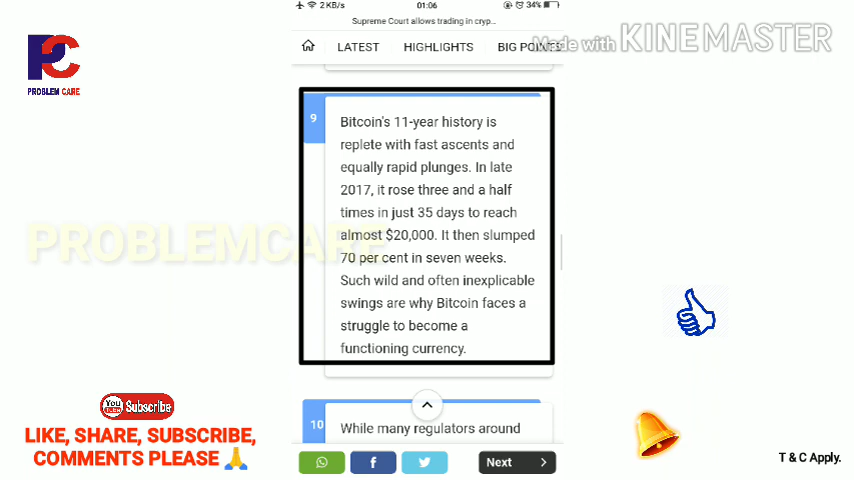 2 KB/s
01:06
34%
Supreme Court allows trading in cryp...
LATEST
HIGHLIGHTS
BIG POINTS
Made with KINEMASTER
PC
PROBLEM CARE
9
Bitcoin's 11-year history is
replete with fast ascents and
equally rapid plunges. In late
2017, it rose three and a half
times in just 35 days to reach
almost $20,000. It then slumped
70 per cent in seven weeks.
Such wild and often inexplicable
swings are why Bitcoin faces a
struggle to become a
functioning currency.
PROBLEMCARE
10
While many regulators around
Next
You Tube Subscribe
LIKE, SHARE, SUBSCRIBE,
COMMENTS PLEASE 🙏
T & C Apply.